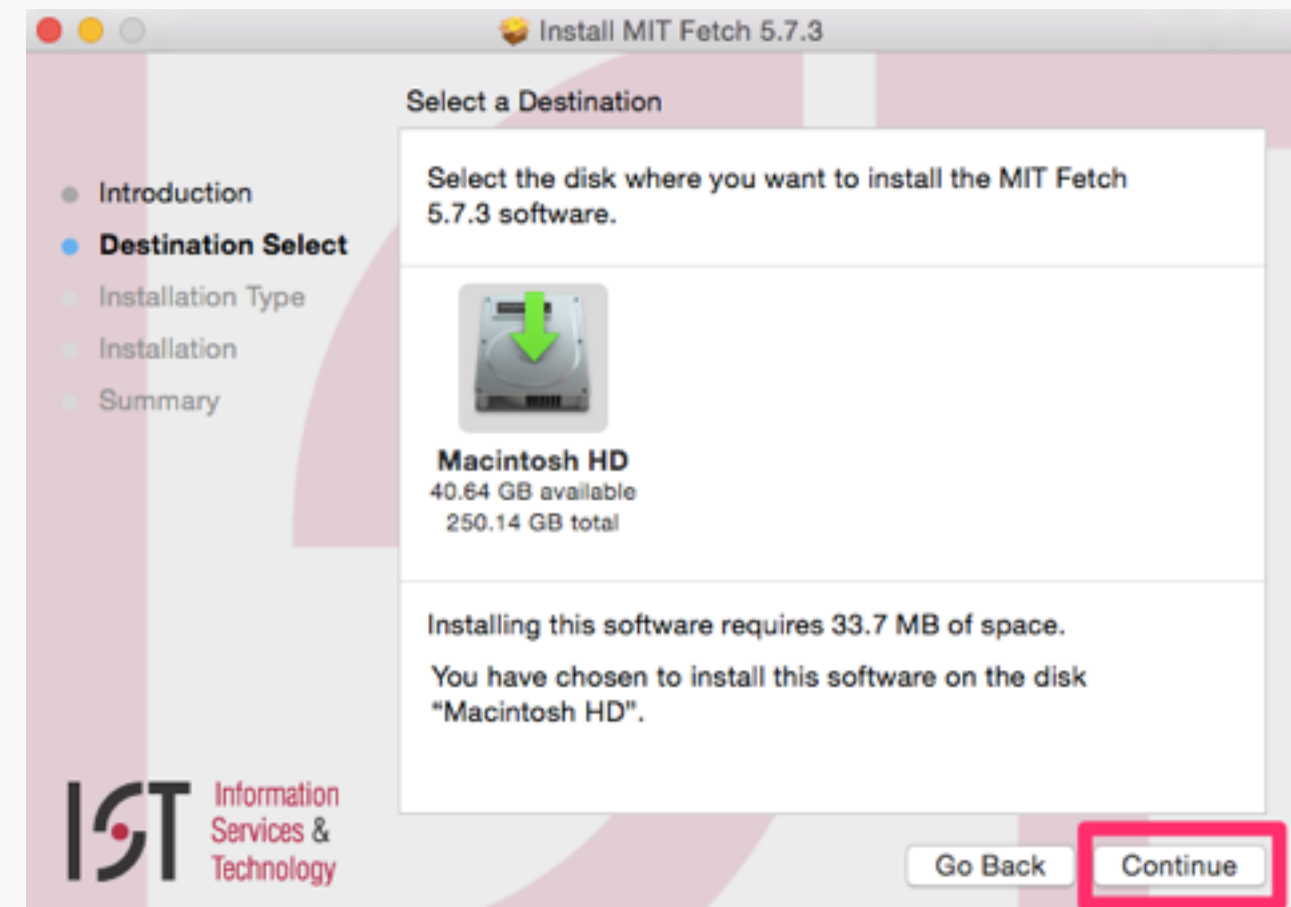 Install MIT Fetch 5.7.3
Select a Destination
Introduction
Destination Select
Installation Type
Installation
Summary
Select the disk where you want to install the MIT Fetch
5.7.3 software.
Macintosh HD
40.64 GB available
250.14 GB total
Installing this software requires 33.7 MB of space.
You have chosen to install this software on the disk
“Macintosh HD”.
IST
Information
Services &
Technology
Go Back
Continue